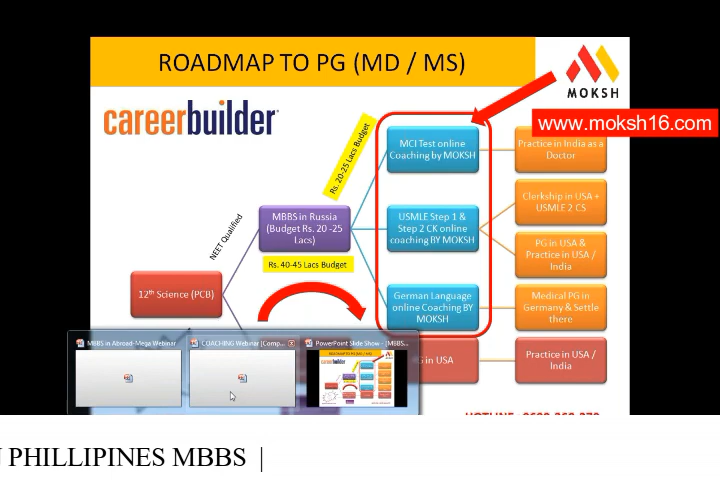 ROADMAP TO PG (MD / MS)
MOKSH
careerbuilder
www.moksh16.com
Rs. 20-25 Lacs Budget
MCI Test online
Coaching by MOKSH
Practice in India as a
Doctor
NEET Qualified
MBBS in Russia
(Budget Rs. 20 -25
Lacs)
USMLE Step 1 &
Step 2 CK online
coaching BY MOKSH
Clerkship in USA +
USMLE 2 CS
PG in USA &
Practice in USA /
India
Rs. 40-45 Lacs Budget
12th Science (PCB)
German Language
online Coaching BY
MOKSH
Medical PG in
Germany & Settle
there
in USA
Practice in USA /
India
MBBS in Abroad-Mega Webinar
COACHING Webinar [Comp...
PowerPoint Slide Show - [MBBS...
PHILLIPINES MBBS |